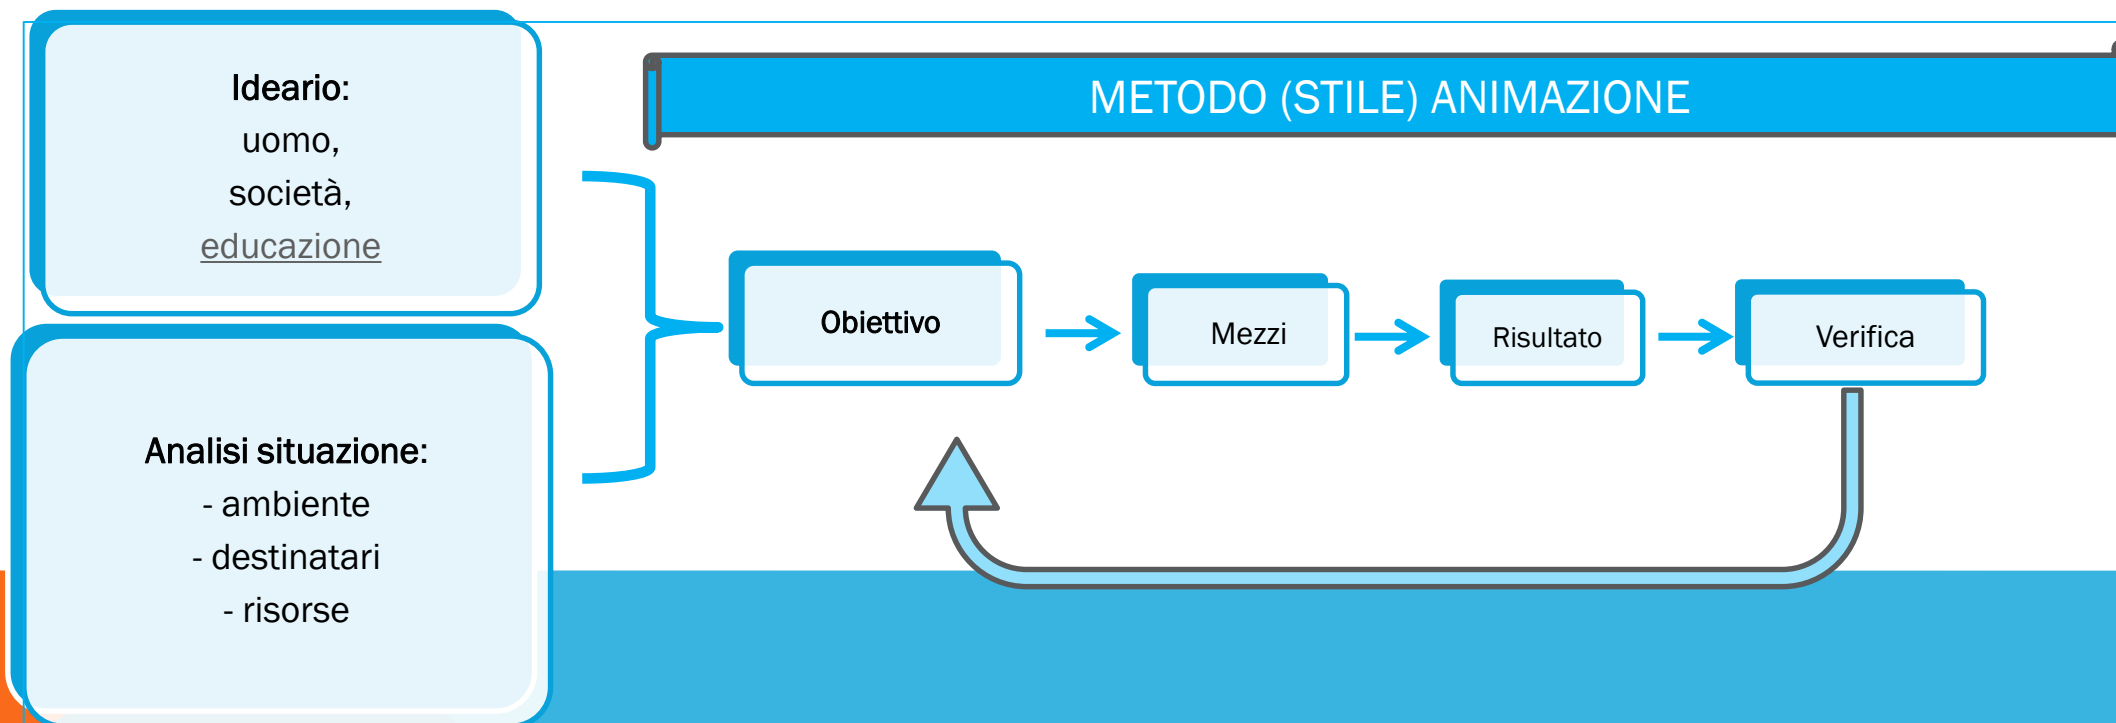 Ideario:
uomo,
società,
educazione
Analisi situazione:
- ambiente
- destinatari
- risorse
METODO (STILE) ANIMAZIONE
Obiettivo
Mezzi
Risultato
Verifica